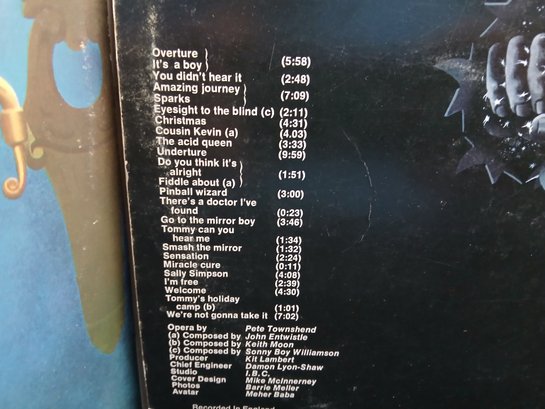 Overture
It's a boy (5:58)
You didn't hear it (2:48)
Amazing journey
Sparks (7:09)
Eyesight to the blind (c) (2:11)
Christmas (4:31)
Cousin Kevin (a) (4.03)
The acid queen (3:33)
Underture (9:59)
Do you think it's
alright (1:51)
Fiddle about (a)
Pinball wizard (3:00)
There's a doctor I've
found (0:23)
Go to the mirror boy (3:46)
Tommy can you
hear me (1:34)
Smash the mirror (1:32)
Sensation (2:24)
Miracle cure (0:11)
Sally Simpson (4:08)
I'm free (2:39)
Welcome (4:30)
Tommy's holiday
camp (b) (1:01)
We're not gonna take it (7:02)
Opera by Pete Townshend
(a) Composed by John Entwistle
(b) Composed by Keith Moon
(c) Composed by Sonny Boy Williamson
Producer Kit Lambert
Chief Engineer Damon Lyon-Shaw
Studio I.B.C.
Cover Design Mike McInnerney
Photos Barrie Meller
Avatar Meher Baba
Recorded in England